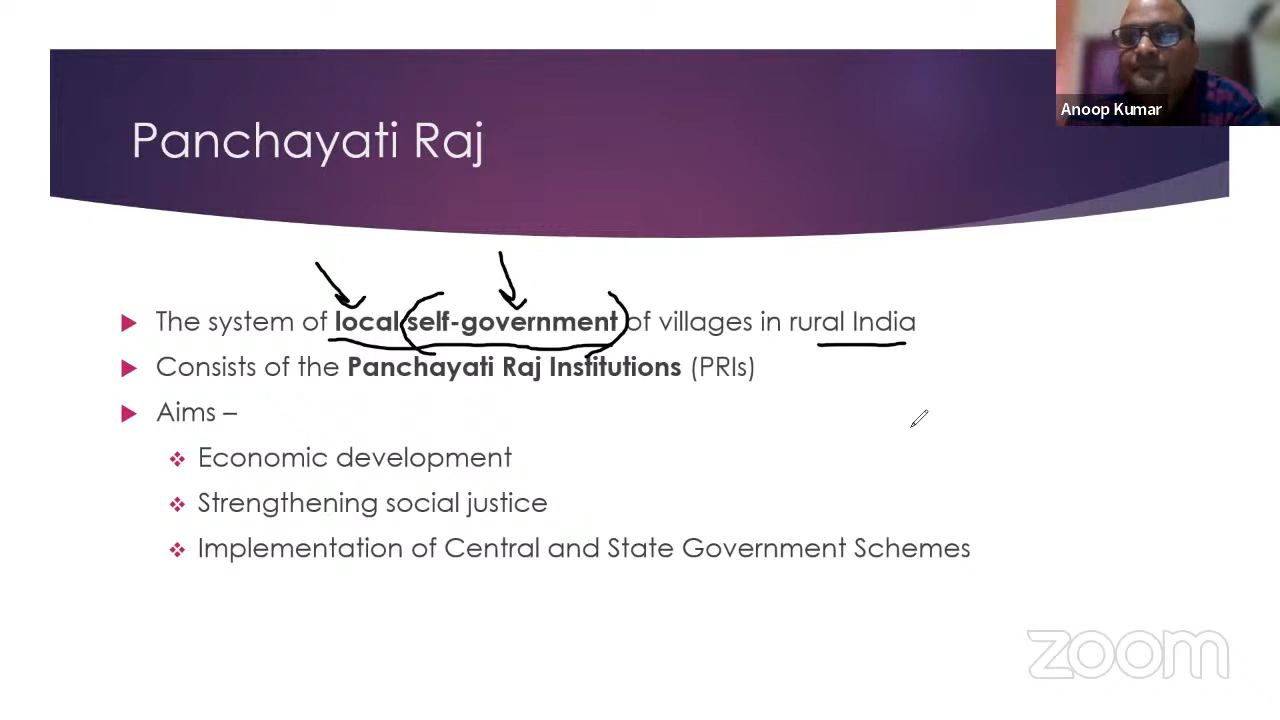 Anoop Kumar
Panchayati Raj
The system of local self-government of villages in rural India
Consists of the Panchayati Raj Institutions (PRIs)
Aims –
Economic development
Strengthening social justice
Implementation of Central and State Government Schemes
zoom